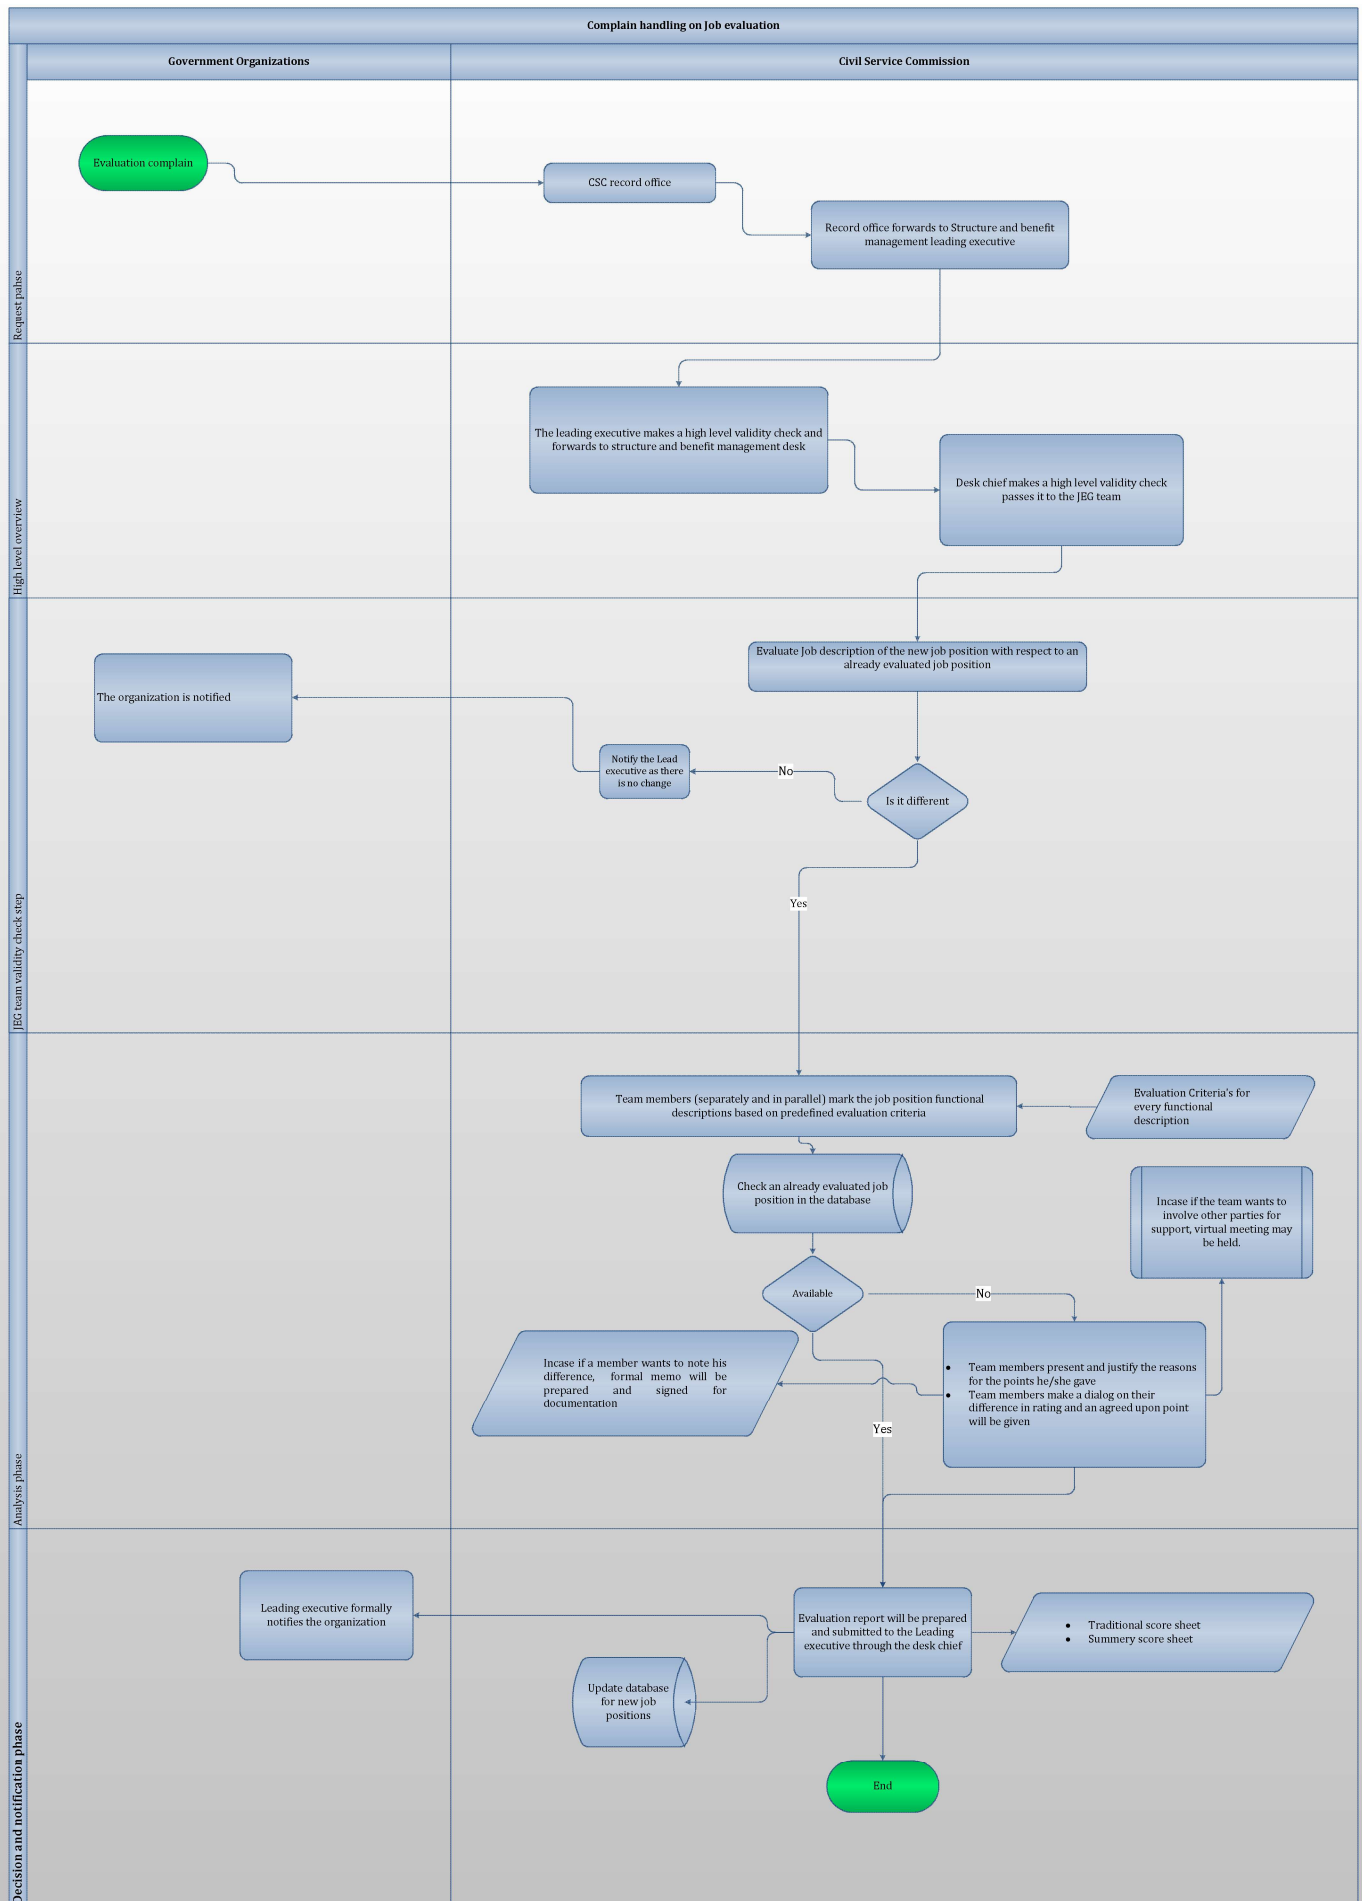 Complain handling on Job evaluation
Government Organizations
Civil Service Commission
Request pahse
Evaluation complain
CSC record office
Record office forwards to Structure and benefit
management leading executive
High level overview
The leading executive makes a high level validity check and
forwards to structure and benefit management desk
Desk chief makes a high level validity check
passes it to the JEG team
JEG team validity check step
Evaluate Job description of the new job position with respect to an
already evaluated job position
The organization is notified
Notify the Lead
executive as there
is no change
No
Is it different
Yes
Analysis phase
Team members (separately and in parallel) mark the job position functional
descriptions based on predefined evaluation criteria
Evaluation Criteria's for
every functional
description
Check an already evaluated job
position in the database
Incase if the team wants to
involve other parties for
support, virtual meeting may
be held.
Available
No
Incase if a member wants to note his
difference, formal memo will be
prepared and signed for
documentation
• Team members present and justify the reasons
for the points he/she gave
• Team members make a dialog on their
difference in rating and an agreed upon point
will be given
Yes
Decision and notification phase
Leading executive formally
notifies the organization
Evaluation report will be prepared
and submitted to the Leading
executive through the desk chief
• Traditional score sheet
• Summery score sheet
Update database
for new job
positions
End